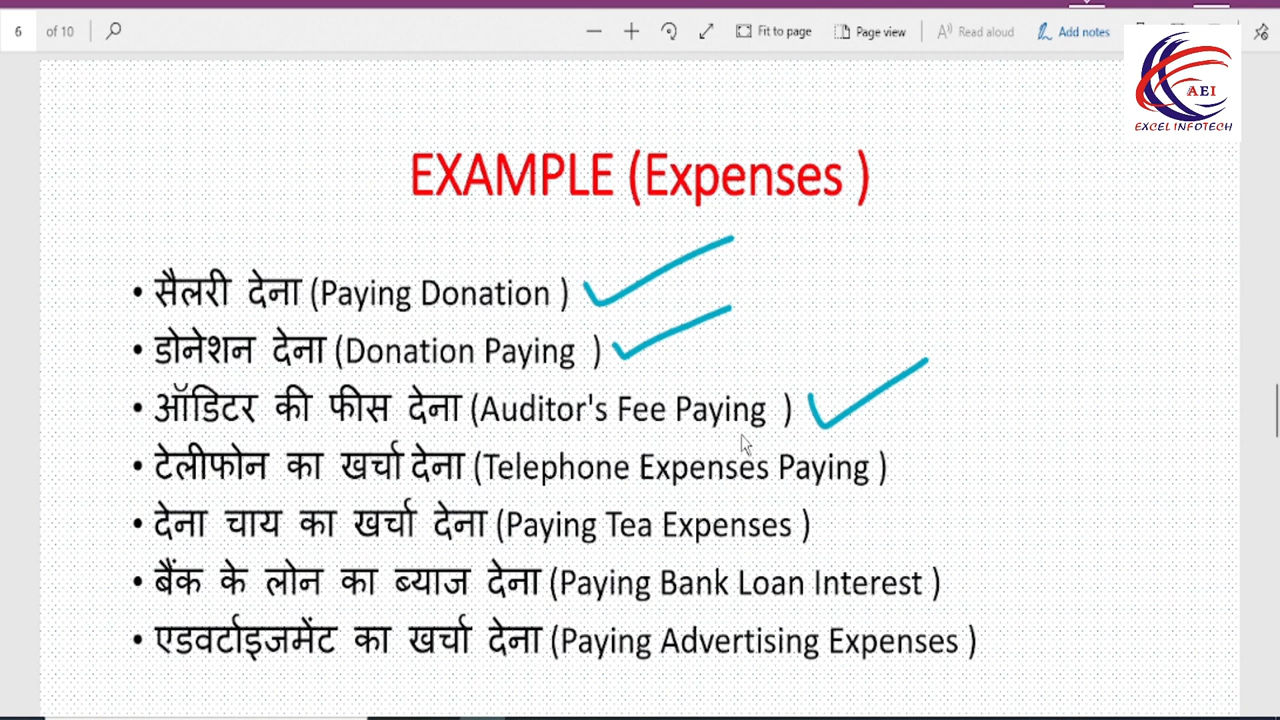 6 of 10 Fit to page Page view Read aloud Add notes
AEI
EXCEL INFOTECH
EXAMPLE (Expenses )
• सैलरी देना (Paying Donation )
• डोनेशन देना (Donation Paying )
• ऑडिटर की फीस देना (Auditor's Fee Paying )
• टेलीफोन का खर्चा देना (Telephone Expenses Paying )
• देना चाय का खर्चा देना (Paying Tea Expenses )
• बैंक के लोन का ब्याज देना (Paying Bank Loan Interest )
• एडवर्टाइजमेंट का खर्चा देना (Paying Advertising Expenses )